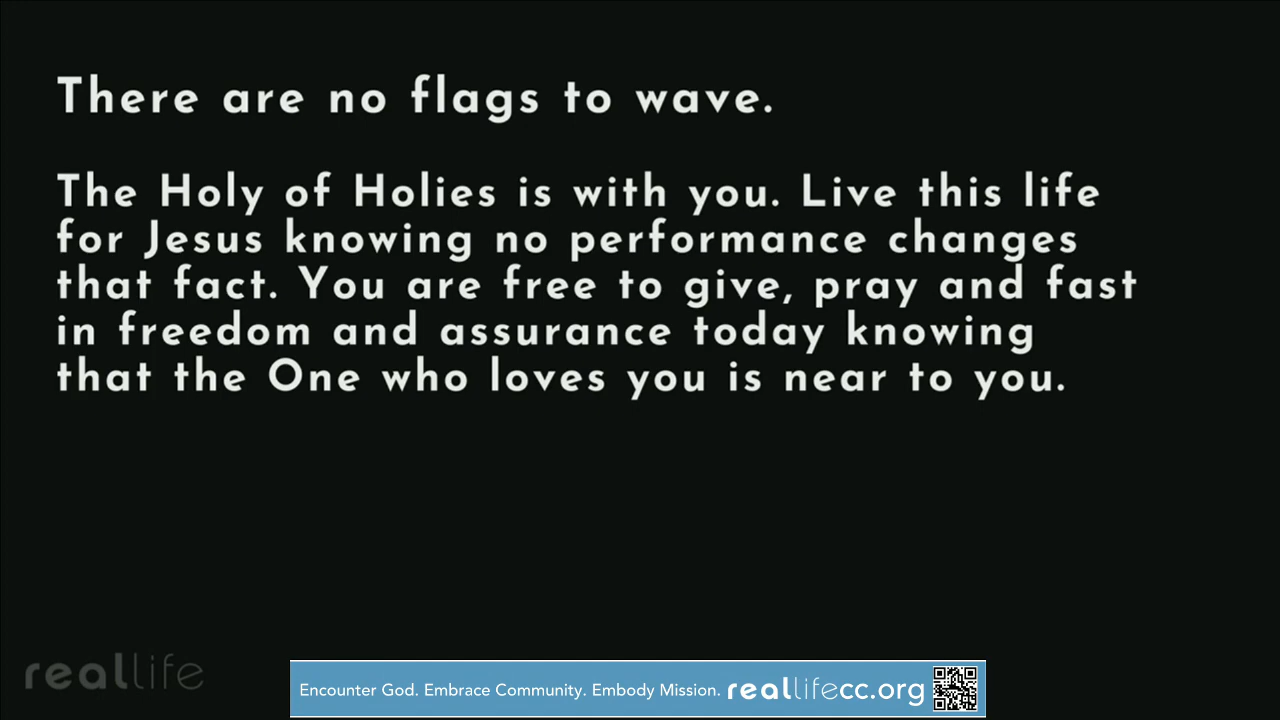 There are no flags to wave.
The Holy of Holies is with you. Live this life
for Jesus knowing no performance changes
that fact. You are free to give, pray and fast
in freedom and assurance today knowing
that the One who loves you is near to you.
reallife
Encounter God. Embrace Community. Embody Mission. reallifecc.org